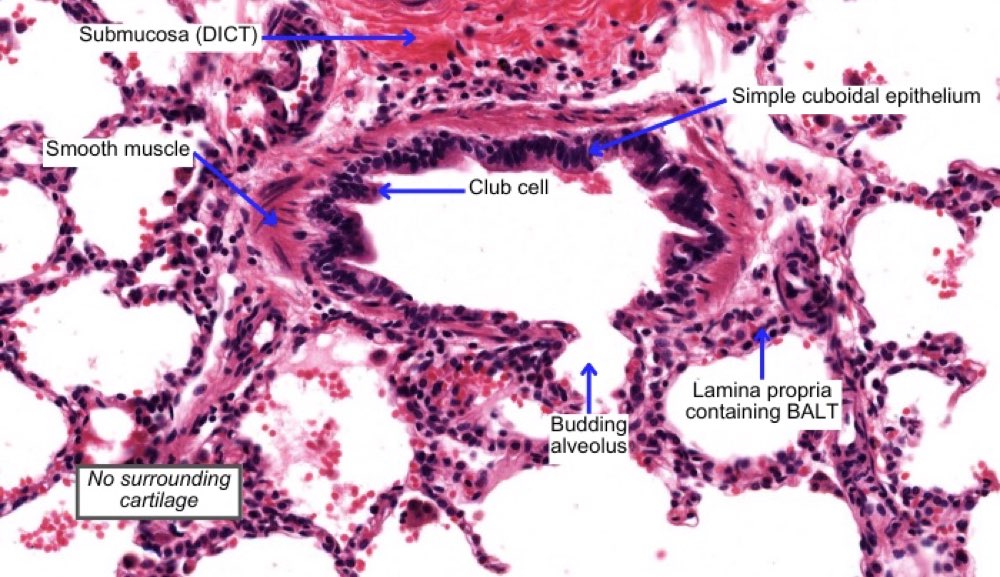 Submucosa (DICT)
Simple cuboidal epithelium
Smooth muscle
Club cell
Lamina propria
containing BALT
Budding
alveolus
No surrounding
cartilage